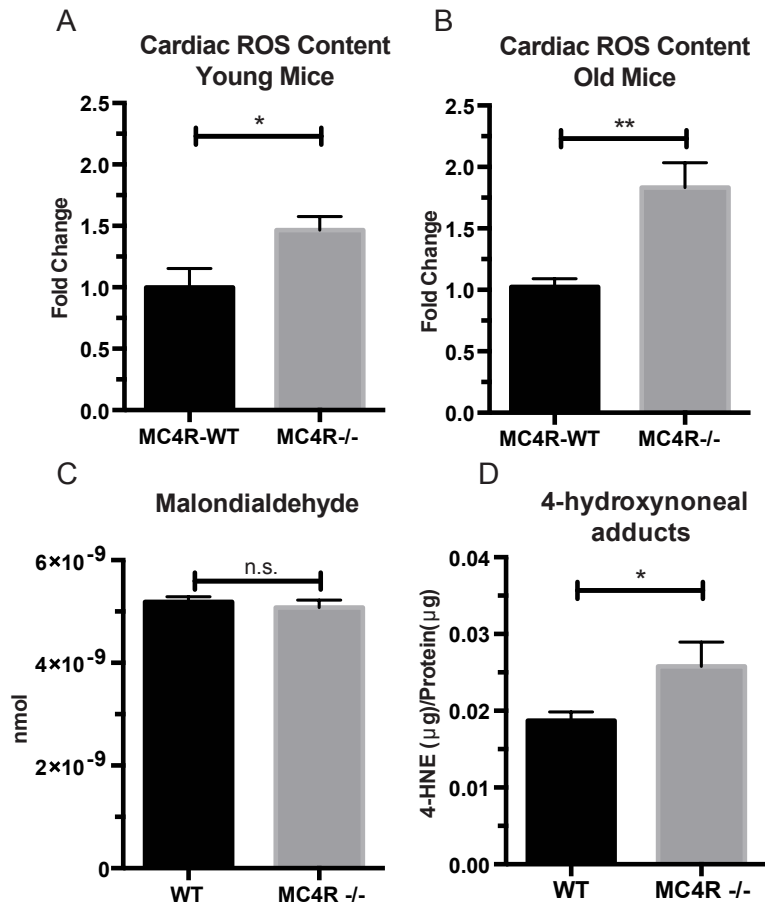 A
Cardiac ROS Content
Young Mice
Fold Change
2.5
2.0
1.5
1.0
0.5
0.0
*
MC4R-WT
MC4R-/-
B
Cardiac ROS Content
Old Mice
Fold Change
2.5
2.0
1.5
1.0
0.5
0.0
**
MC4R-WT
MC4R-/-
C
Malondialdehyde
nmol
6×10⁻⁹
4×10⁻⁹
2×10⁻⁹
0
n.s.
WT
MC4R -/-
D
4-hydroxynoneal
adducts
4-HNE (μg)/Protein(μg)
0.04
0.03
0.02
0.01
0.00
*
WT
MC4R -/-